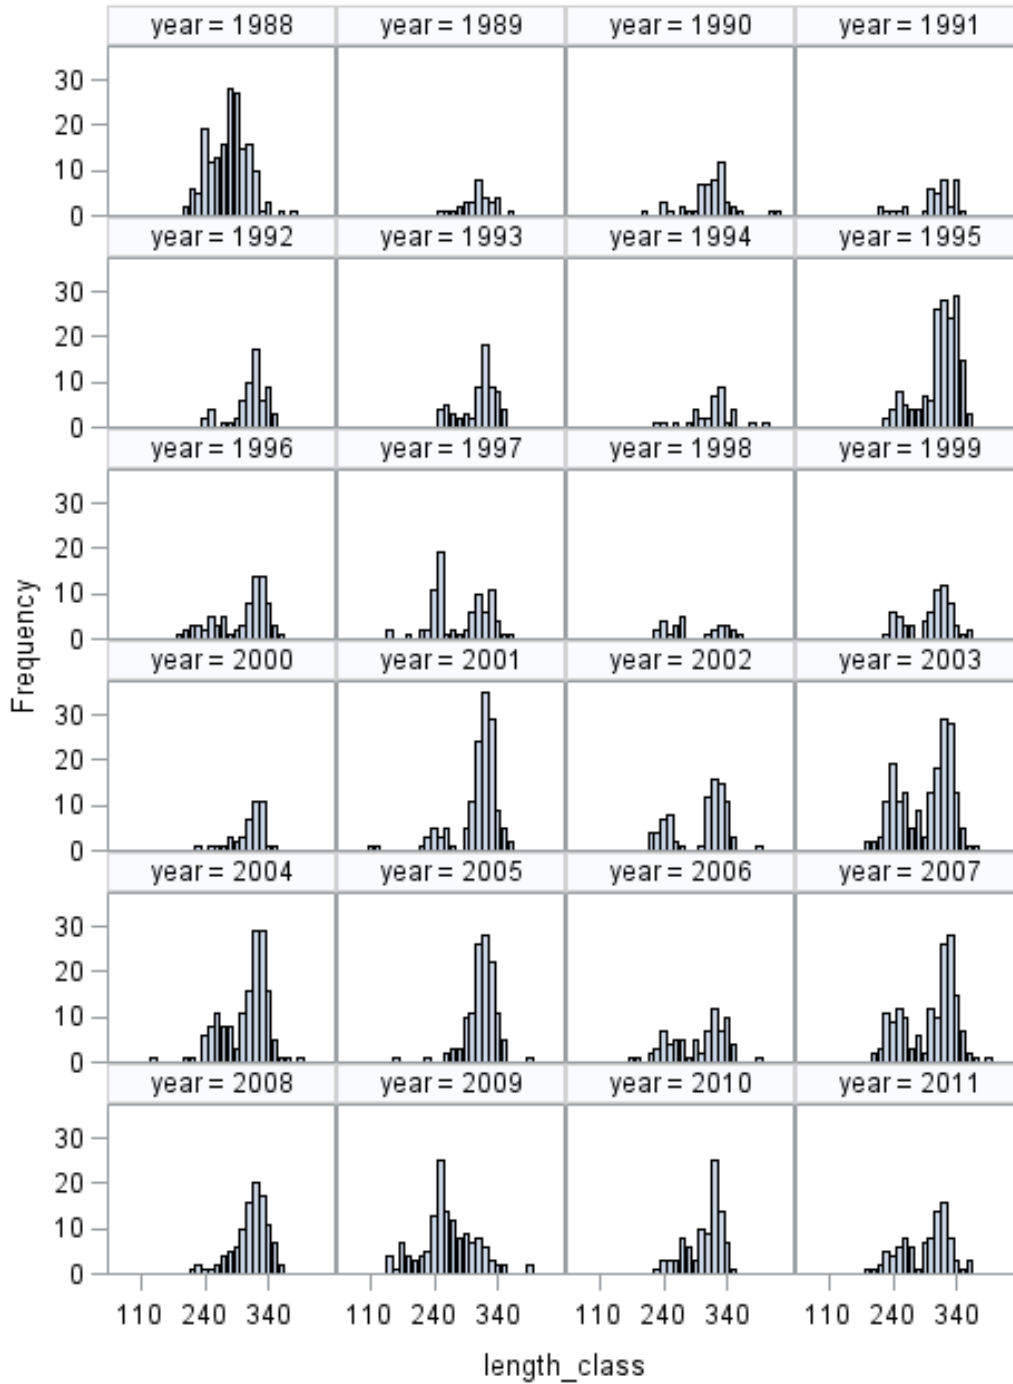 year = 1988 year = 1989 year = 1990 year = 1991
30
20
10
0
year = 1992 year = 1993 year = 1994 year = 1995
30
20
10
0
year = 1996 year = 1997 year = 1998 year = 1999
30
20
10
0
Frequency
year = 2000 year = 2001 year = 2002 year = 2003
30
20
10
0
year = 2004 year = 2005 year = 2006 year = 2007
30
20
10
0
year = 2008 year = 2009 year = 2010 year = 2011
30
20
10
0
110 240 340 110 240 340 110 240 340 110 240 340
length_class